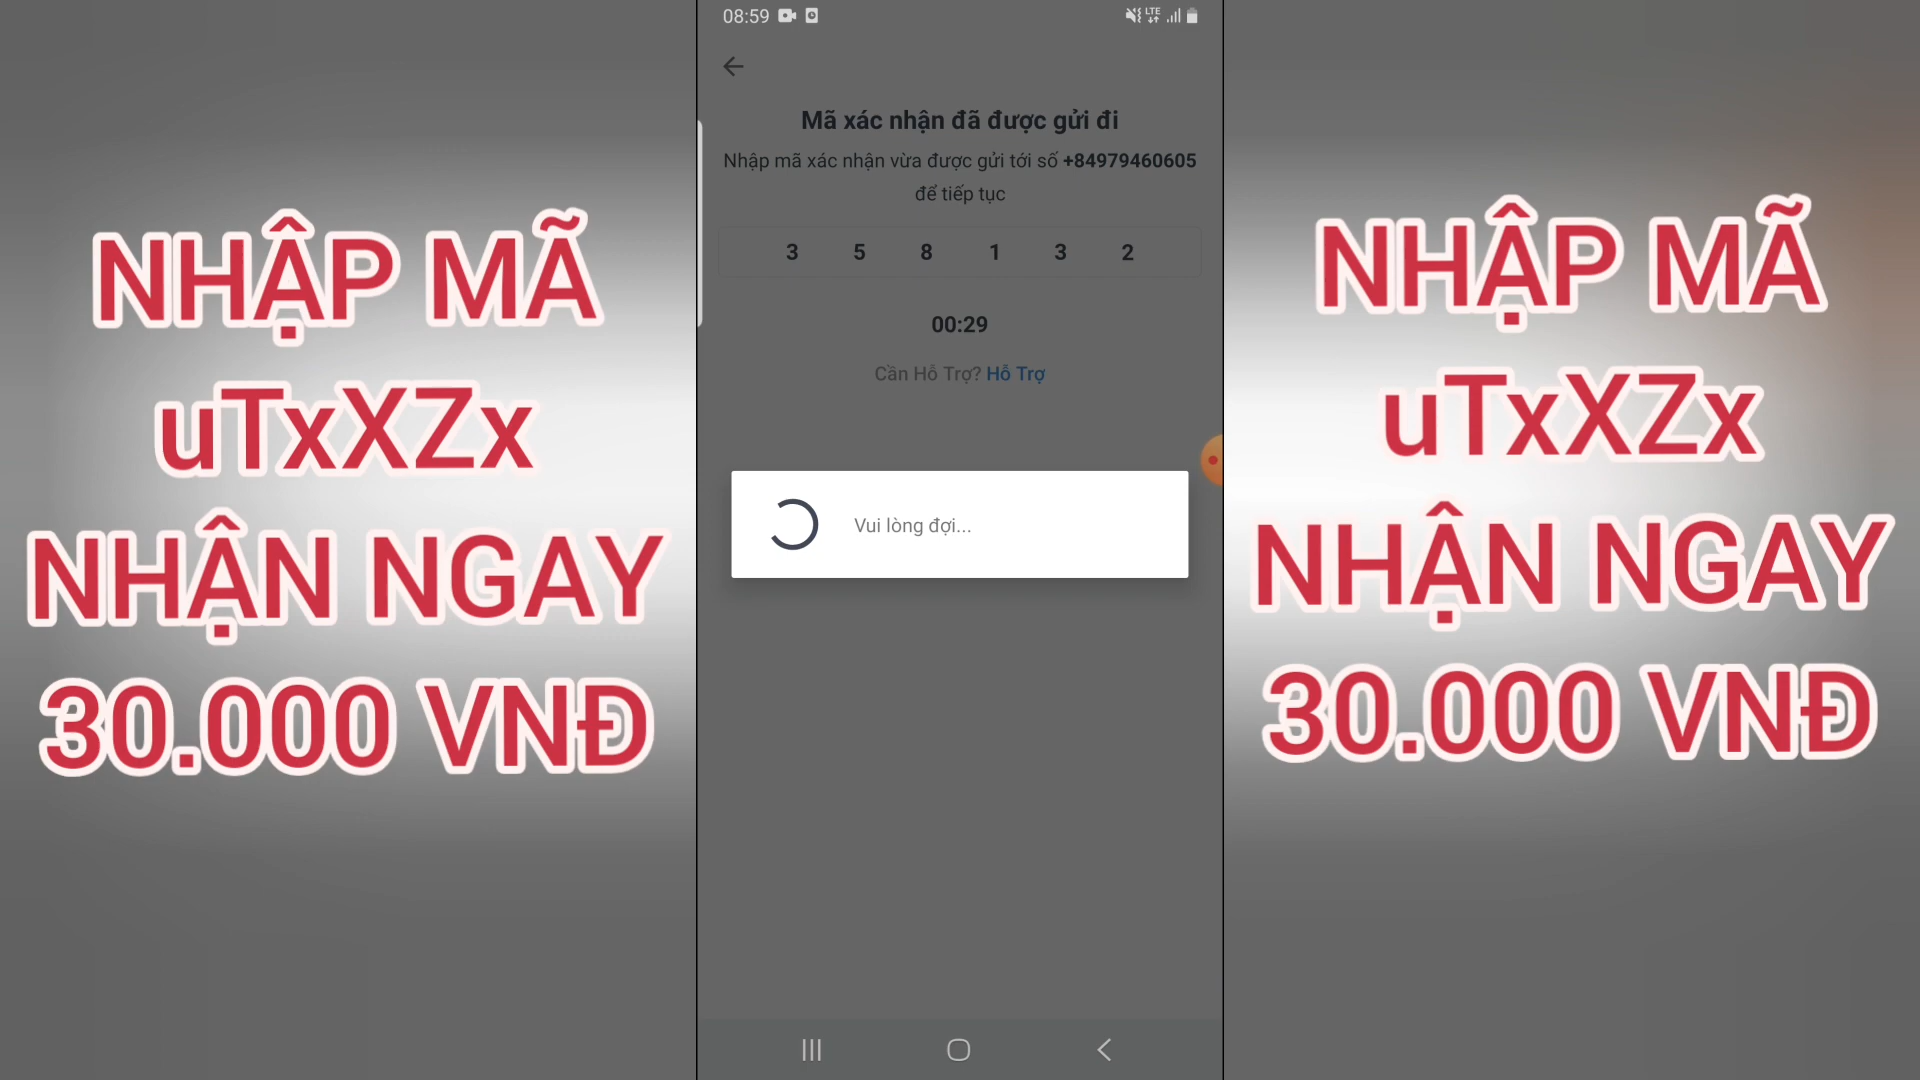 NHẬP MÃ
uTxXZx
NHẬN NGAY
30.000 VNĐ
08:59
LTE
Mã xác nhận đã được gửi đi
Nhập mã xác nhận vừa được gửi tới số +84979460605
để tiếp tục
3 5 8 1 3 2
00:29
Cần Hỗ Trợ? Hỗ Trợ
Vui lòng đợi...
NHẬP MÃ
uTxXZx
NHẬN NGAY
30.000 VNĐ